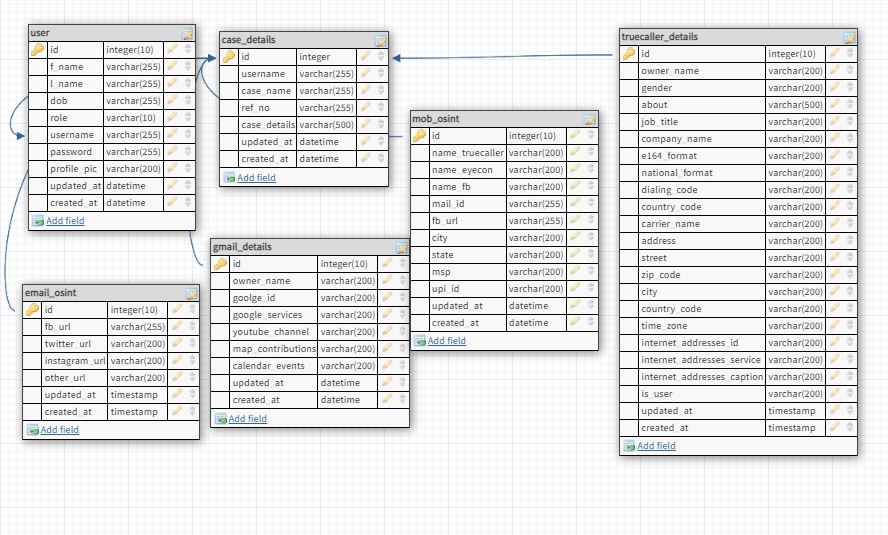 user
id integer(10)
f_name varchar(255)
l_name varchar(255)
dob varchar(255)
role varchar(10)
username varchar(255)
password varchar(255)
profile_pic varchar(200)
updated_at datetime
created_at datetime
Add field
case_details
id integer
username varchar(255)
case_name varchar(255)
ref_no varchar(255)
case_details varchar(500)
updated_at datetime
created_at datetime
Add field
truecaller_details
id integer(10)
owner_name varchar(200)
gender varchar(200)
about varchar(500)
job_title varchar(200)
company_name varchar(200)
e164_format varchar(200)
national_format varchar(200)
dialing_code varchar(200)
country_code varchar(200)
carrier_name varchar(200)
address varchar(200)
street varchar(200)
zip_code varchar(200)
city varchar(200)
country_code varchar(200)
time_zone varchar(200)
internet_addresses_id varchar(200)
internet_addresses_service varchar(200)
internet_addresses_caption varchar(200)
is_user varchar(200)
updated_at timestamp
created_at timestamp
Add field
mob_osint
id integer(10)
name_truecaller varchar(200)
name_eyecon varchar(200)
name_fb varchar(200)
mail_id varchar(255)
fb_url varchar(255)
city varchar(200)
state varchar(200)
msp varchar(200)
upi_id varchar(200)
updated_at datetime
created_at datetime
Add field
gmail_details
id integer(10)
owner_name varchar(200)
goolge_id varchar(200)
google_services varchar(200)
youtube_channel varchar(200)
map_contributions varchar(200)
calendar_events varchar(200)
updated_at datetime
created_at datetime
Add field
email_osint
id integer(10)
fb_url varchar(255)
twitter_url varchar(200)
instagram_url varchar(200)
other_url varchar(200)
updated_at timestamp
created_at timestamp
Add field